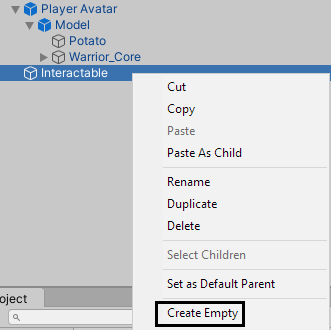 Player Avatar
Model
Potato
Warrior_Core
Interactable
Cut
Copy
Paste
Paste As Child
Rename
Duplicate
Delete
Select Children
Set as Default Parent
Create Empty
oject